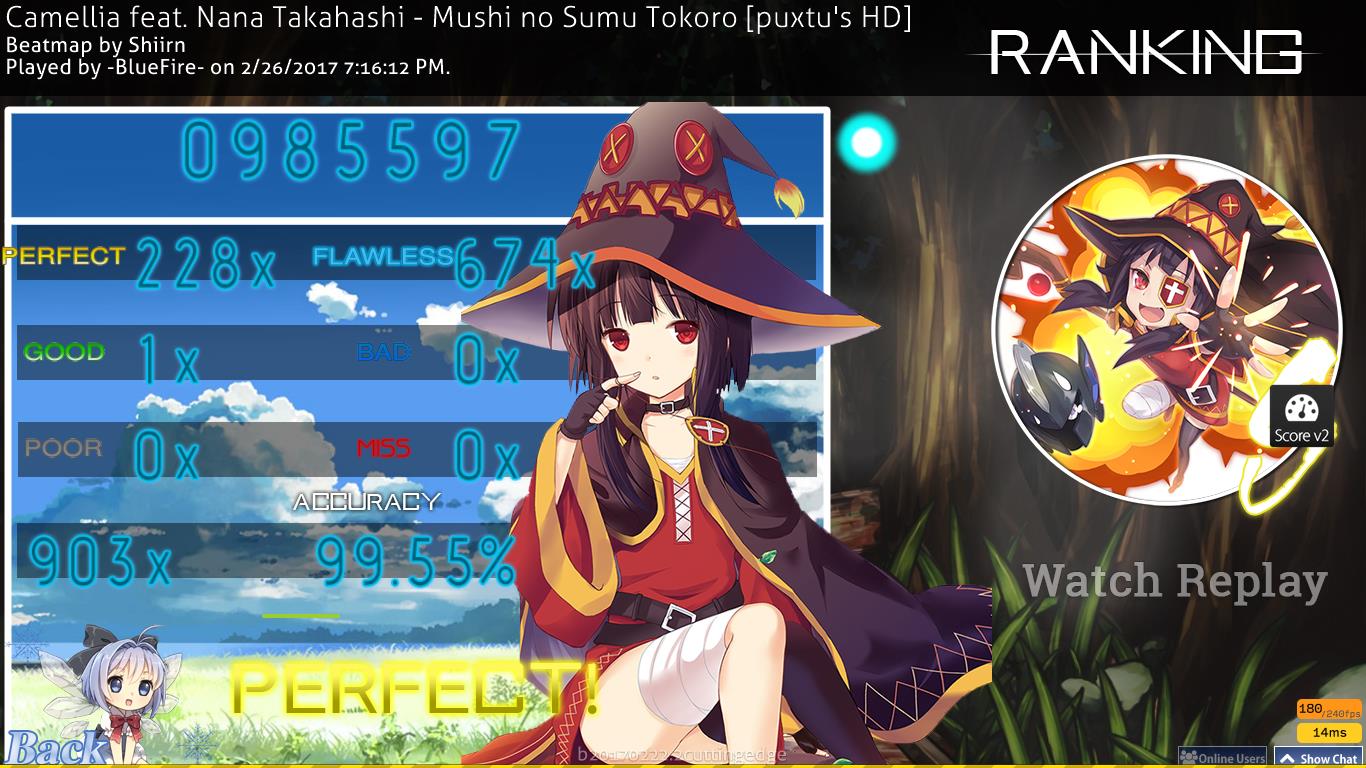 Camellia feat. Nana Takahashi - Mushi no Sumu Tokoro [puxtu's HD]
Beatmap by Shiirn
Played by -BlueFire- on 2/26/2017 7:16:12 PM.
RANKING
0985597
PERFECT 228x FLAWLESS 674x
GOOD 1x BAD 0x
POOR 0x MISS 0x
ACCURACY
903x 99.55%
PERFECT!
Score v2
Watch Replay
Back
b20170222.2cuttingedge
180/240fps
14ms
Online Users
Show Chat